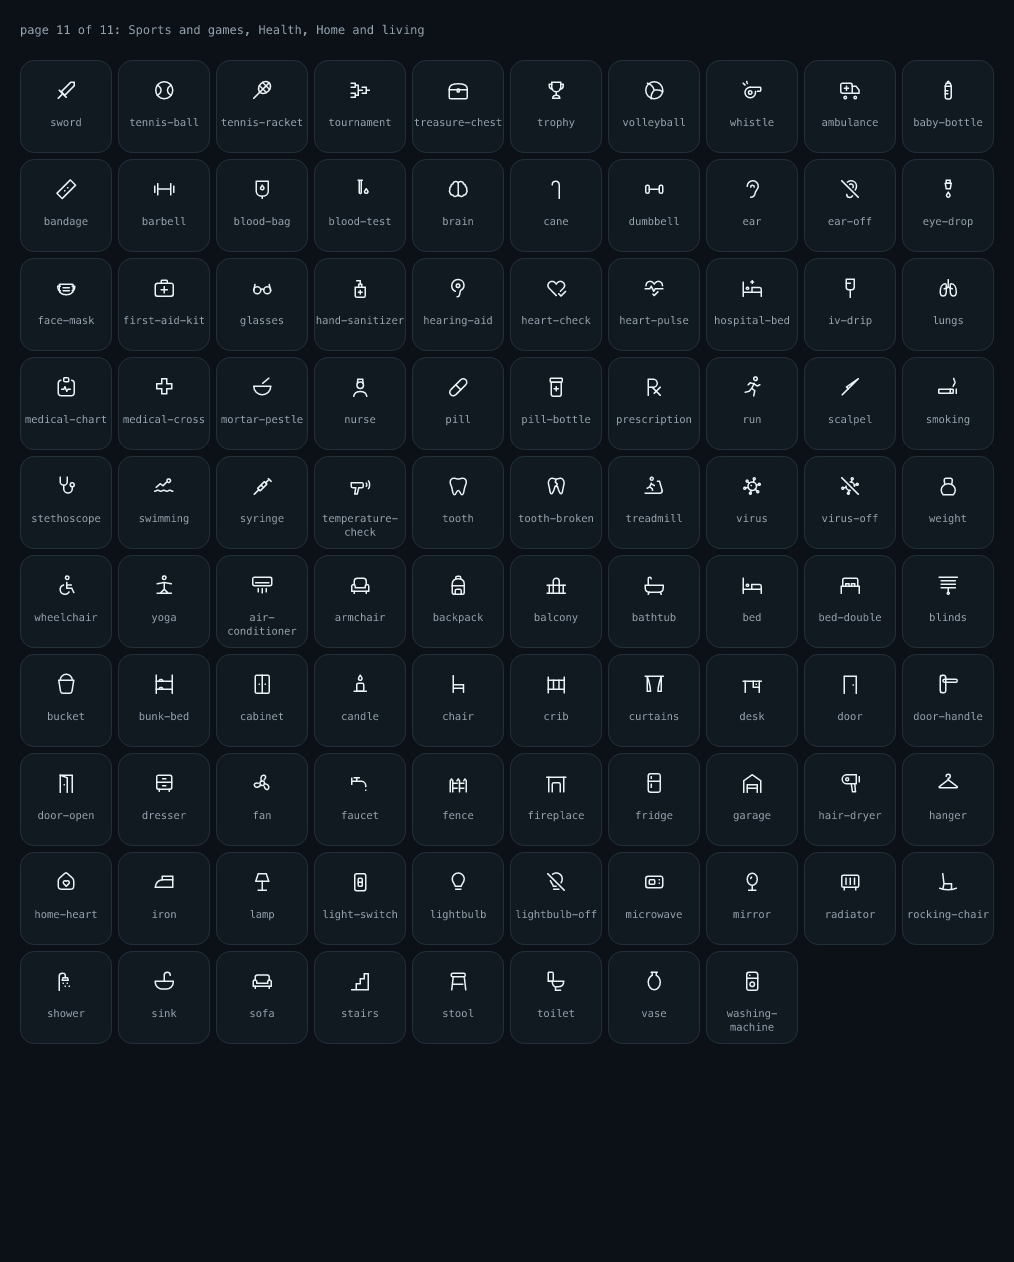 page 11 of 11: Sports and games, Health, Home and living
sword tennis-ball tennis-racket tournament treasure-chest trophy volleyball whistle ambulance baby-bottle
bandage barbell blood-bag blood-test brain cane dumbbell ear ear-off eye-drop
face-mask first-aid-kit glasses hand-sanitizer hearing-aid heart-check heart-pulse hospital-bed iv-drip lungs
medical-chart medical-cross mortar-pestle nurse pill pill-bottle prescription run scalpel smoking
stethoscope swimming syringe temperature-
check tooth tooth-broken treadmill virus virus-off weight
wheelchair yoga air-
conditioner armchair backpack balcony bathtub bed bed-double blinds
bucket bunk-bed cabinet candle chair crib curtains desk door door-handle
door-open dresser fan faucet fence fireplace fridge garage hair-dryer hanger
home-heart iron lamp light-switch lightbulb lightbulb-off microwave mirror radiator rocking-chair
shower sink sofa stairs stool toilet vase washing-
machine